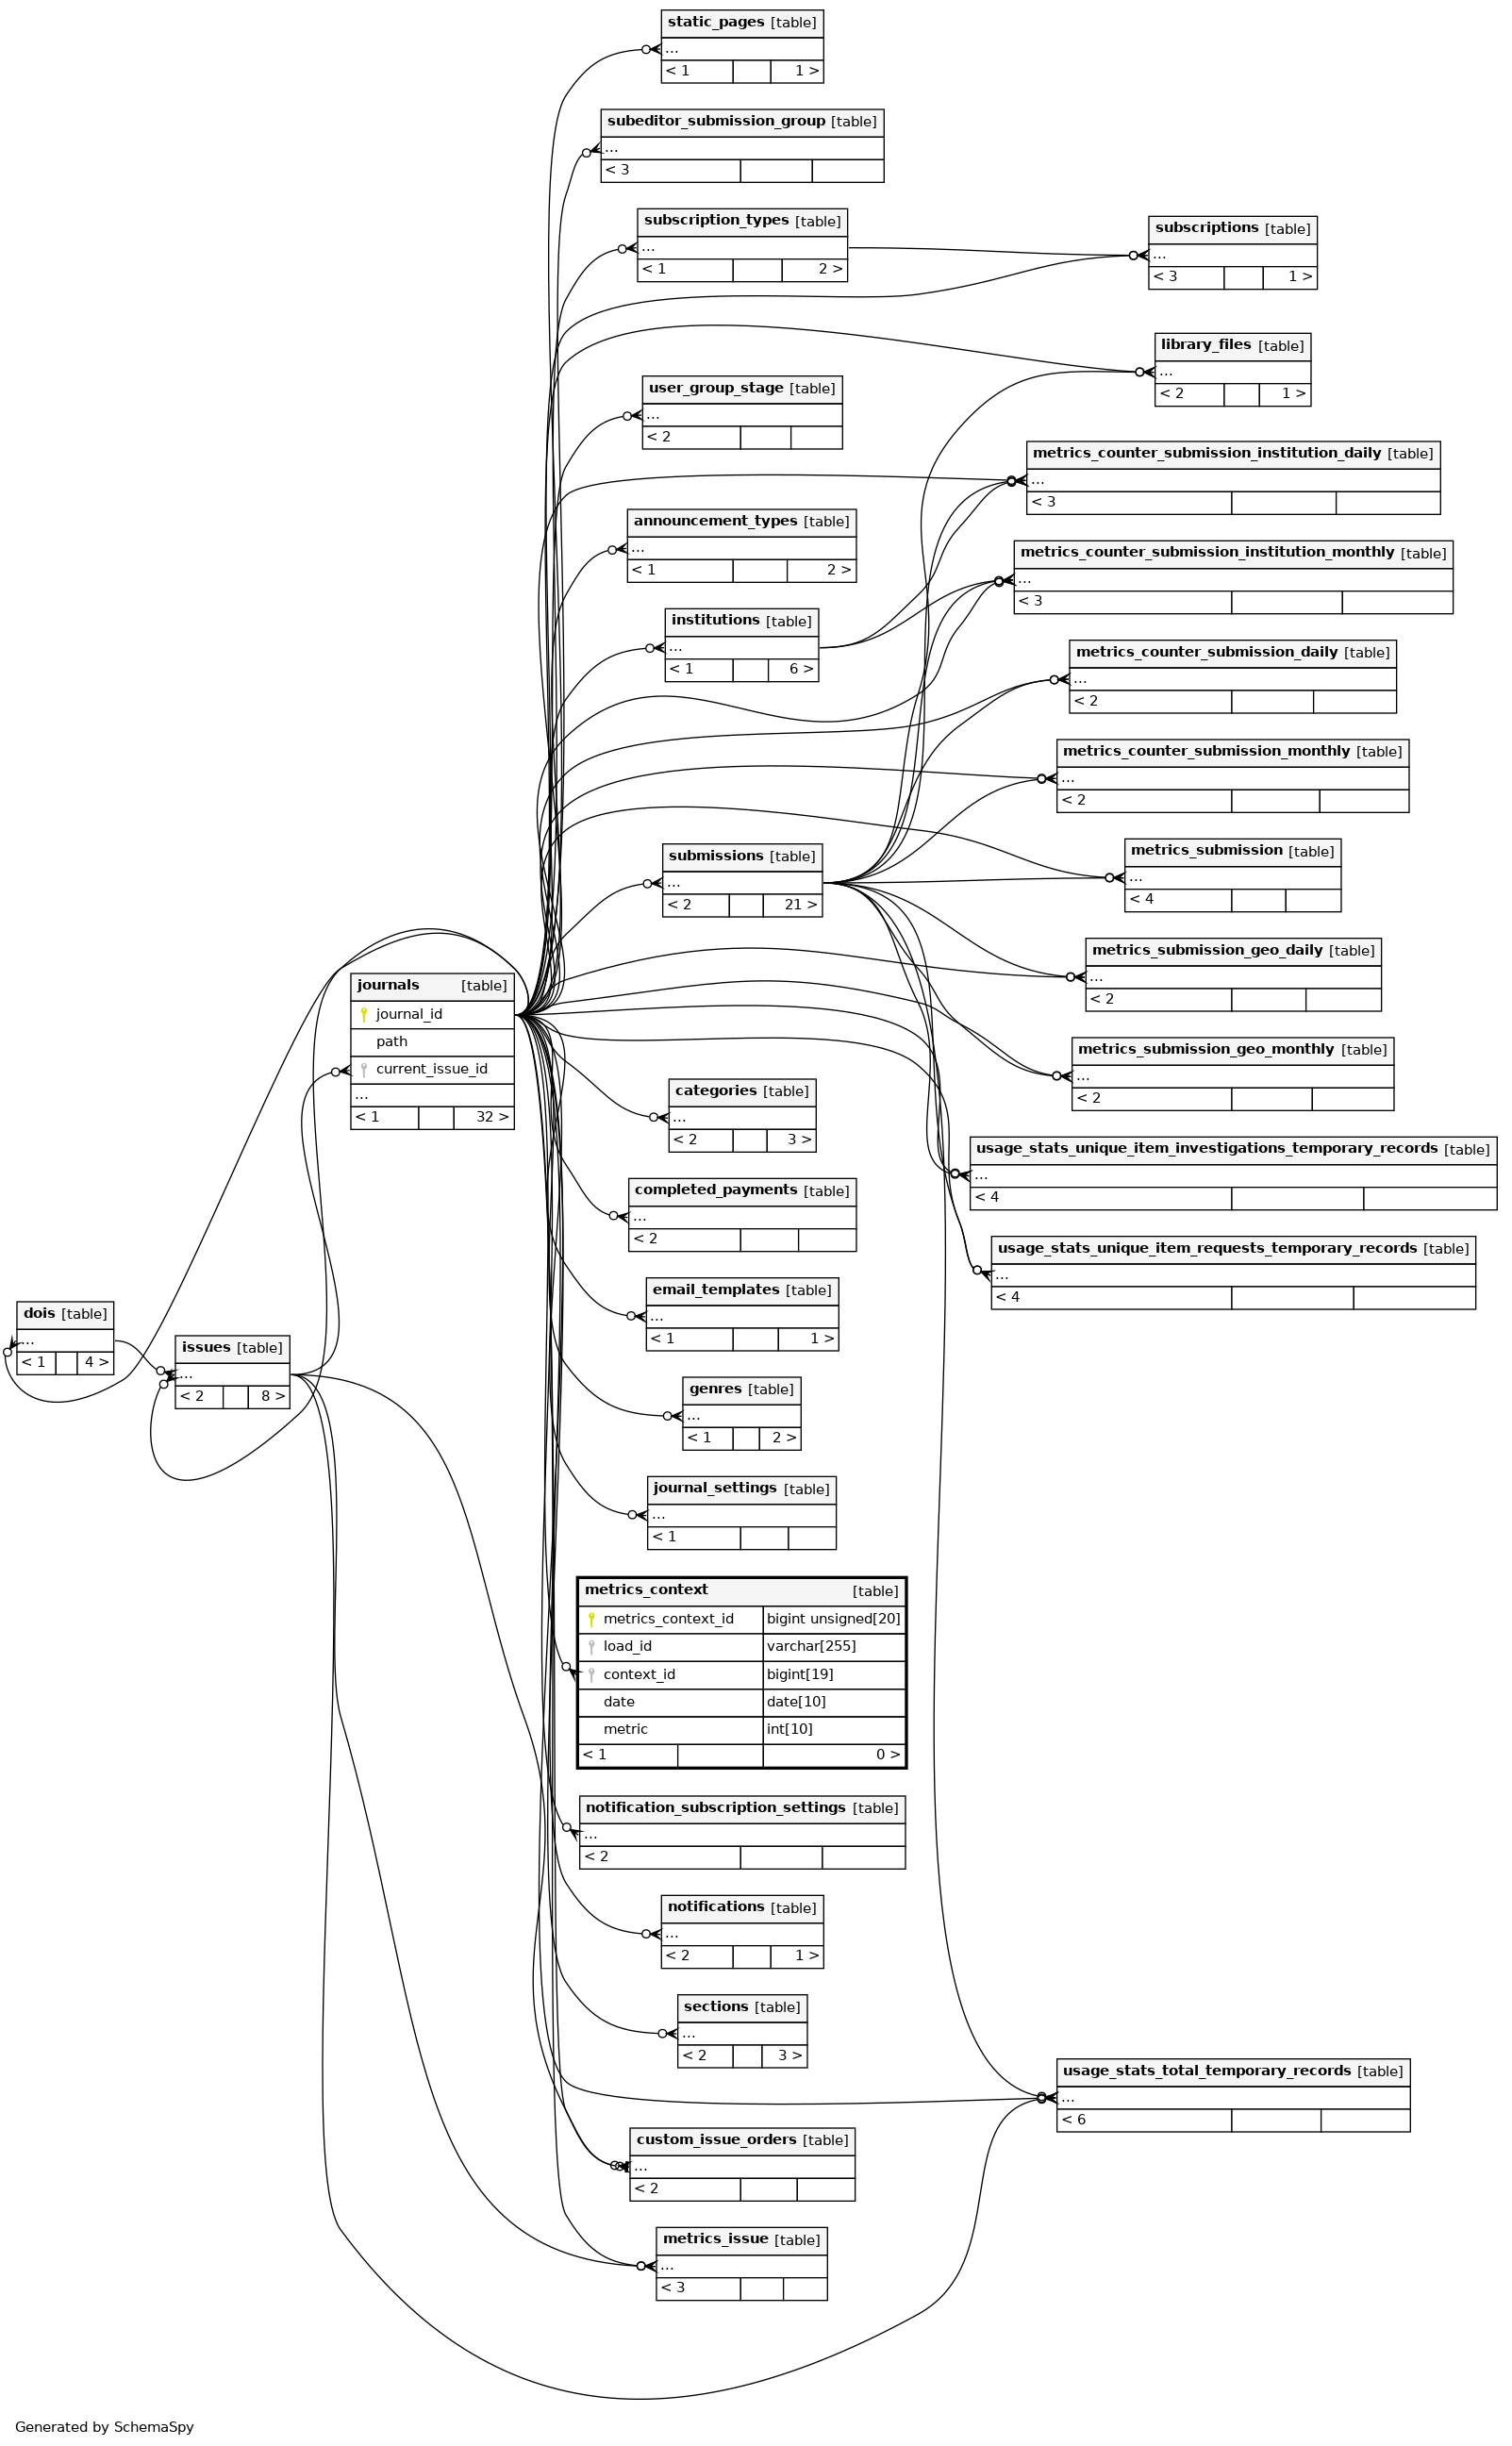 static_pages [table]
...
< 1 1 >
subeditor_submission_group [table]
...
< 3
subscription_types [table]
...
< 1 2 >
subscriptions [table]
...
< 3 1 >
library_files [table]
...
< 2 1 >
user_group_stage [table]
...
< 2
metrics_counter_submission_institution_daily [table]
...
< 3
announcement_types [table]
...
< 1 2 >
metrics_counter_submission_institution_monthly [table]
...
< 3
institutions [table]
...
< 1 6 >
metrics_counter_submission_daily [table]
...
< 2
metrics_counter_submission_monthly [table]
...
< 2
submissions [table]
...
< 2 21 >
metrics_submission [table]
...
< 4
metrics_submission_geo_daily [table]
...
< 2
journals [table]
journal_id
path
current_issue_id
...
< 1 32 >
metrics_submission_geo_monthly [table]
...
< 2
categories [table]
...
< 2 3 >
usage_stats_unique_item_investigations_temporary_records [table]
...
< 4
completed_payments [table]
...
< 2
usage_stats_unique_item_requests_temporary_records [table]
...
< 4
email_templates [table]
...
< 1 1 >
dois [table]
...
< 1 4 >
issues [table]
...
< 2 8 >
genres [table]
...
< 1 2 >
journal_settings [table]
...
< 1
metrics_context [table]
metrics_context_id bigint unsigned[20]
load_id varchar[255]
context_id bigint[19]
date date[10]
metric int[10]
< 1 0 >
notification_subscription_settings [table]
...
< 2
notifications [table]
...
< 2 1 >
sections [table]
...
< 2 3 >
usage_stats_total_temporary_records [table]
...
< 6
custom_issue_orders [table]
...
< 2
metrics_issue [table]
...
< 3
Generated by SchemaSpy